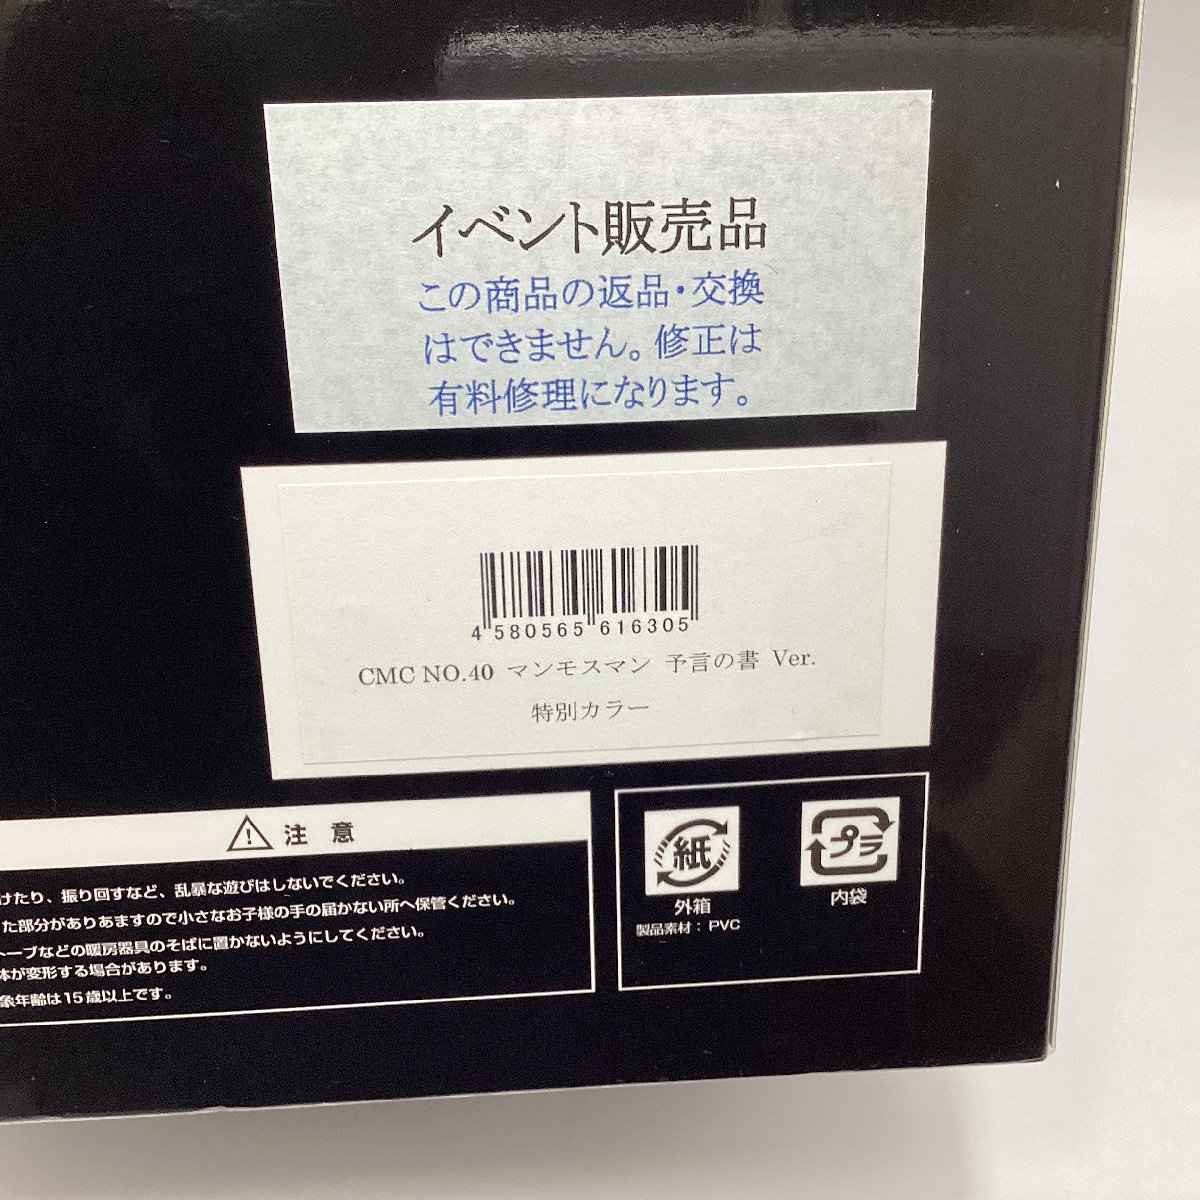 イベント販売品
この商品の返品・交換
はできません。修正は
有料修理になります。
4 580565 616305
CMC NO.40 マンモスマン 予言の書 Ver.
特別カラー
注 意
けたり、振り回すなど、乱暴な遊びはしないでください。
た部分がありあますので小さなお子様の手の届かない所へ保管ください。
トーブなどの暖房器具のそばに置かないようにしてください。
体が変形する場合があります。
象年齢は15歳以上です。
紙
外箱
製品素材：PVC
プラ
内袋